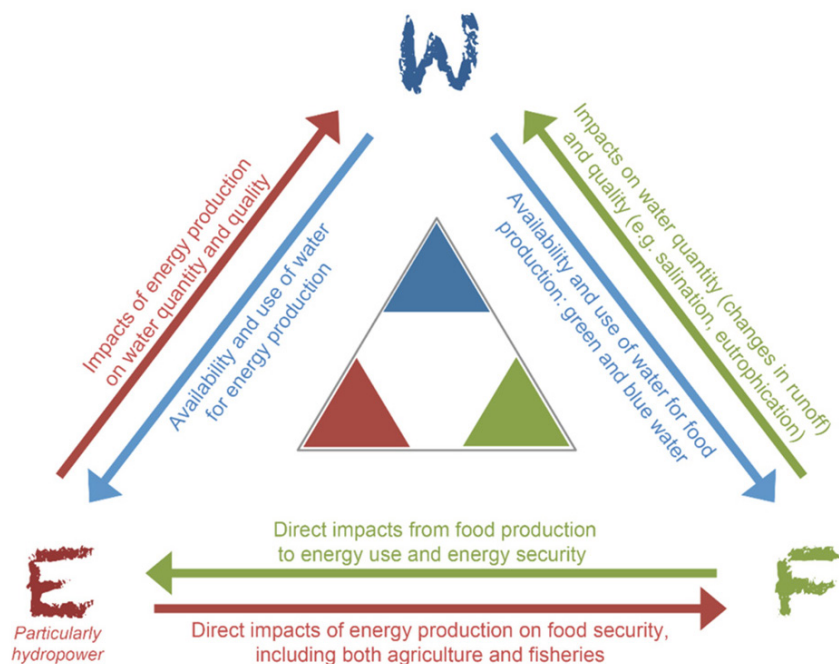 W
Impacts of energy production
on water quantity and quality
Availability and use of water
for energy production
Impacts on water quantity (changes in runoff)
and quality (e.g. salination, eutrophication)
Availability and use of water for food
production: green and blue water
Direct impacts from food production
to energy use and energy security
E
Particularly
hydropower
F
Direct impacts of energy production on food security,
including both agriculture and fisheries